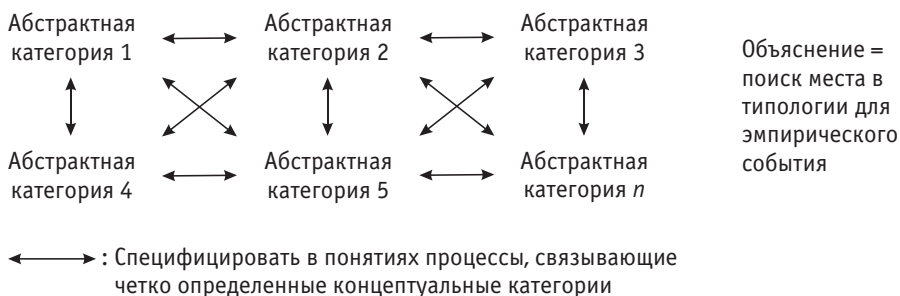 Абстрактная
категория 1
Абстрактная
категория 2
Абстрактная
категория 3
Абстрактная
категория 4
Абстрактная
категория 5
Абстрактная
категория n
Объяснение =
поиск места в
типологии для
эмпирического
события
: Специфицировать в понятиях процессы, связывающие
четко определенные концептуальные категории